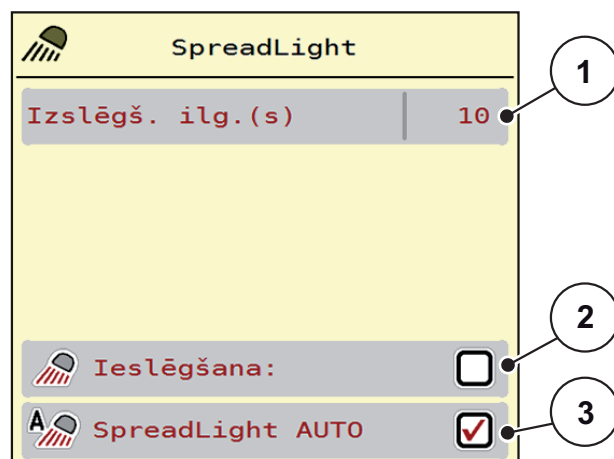 SpreadLight
Izslēgš. ilg.(s) 10
1
Ieslēgšana:
2
A
SpreadLight AUTO
3